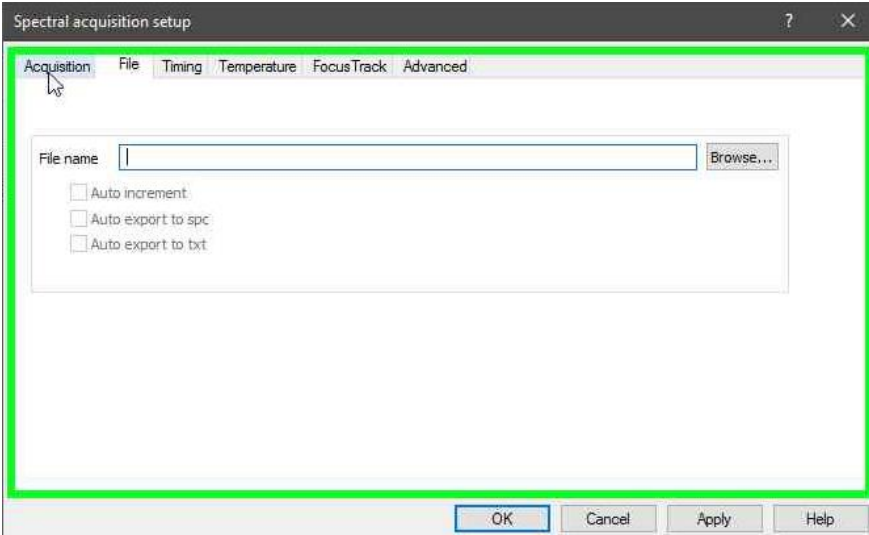 Spectral acquisition setup ? ×
Acquisition File Timing Temperature FocusTrack Advanced
File name Browse...
Auto increment
Auto export to spc
Auto export to txt
OK Cancel Apply Help